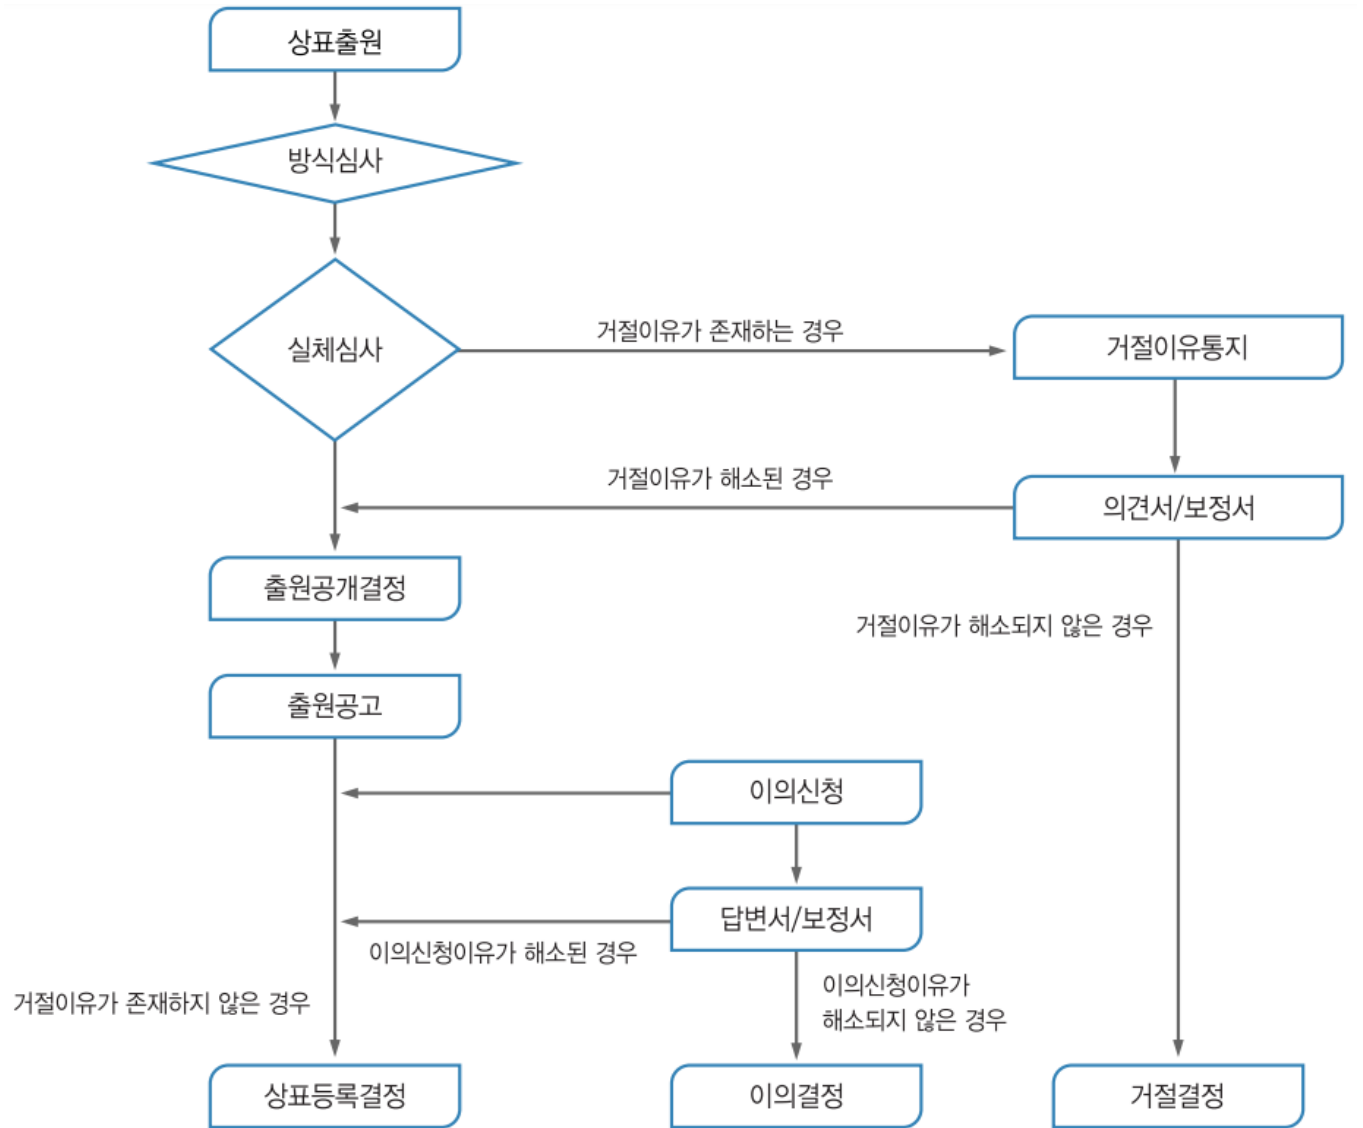 상표출원
방식심사
실체심사
거절이유가 존재하는 경우
거절이유통지
거절이유가 해소된 경우
의견서/보정서
출원공개결정
거절이유가 해소되지 않은 경우
출원공고
이의신청
답변서/보정서
이의신청이유가 해소된 경우
이의신청이유가
해소되지 않은 경우
거절이유가 존재하지 않은 경우
상표등록결정
이의결정
거절결정